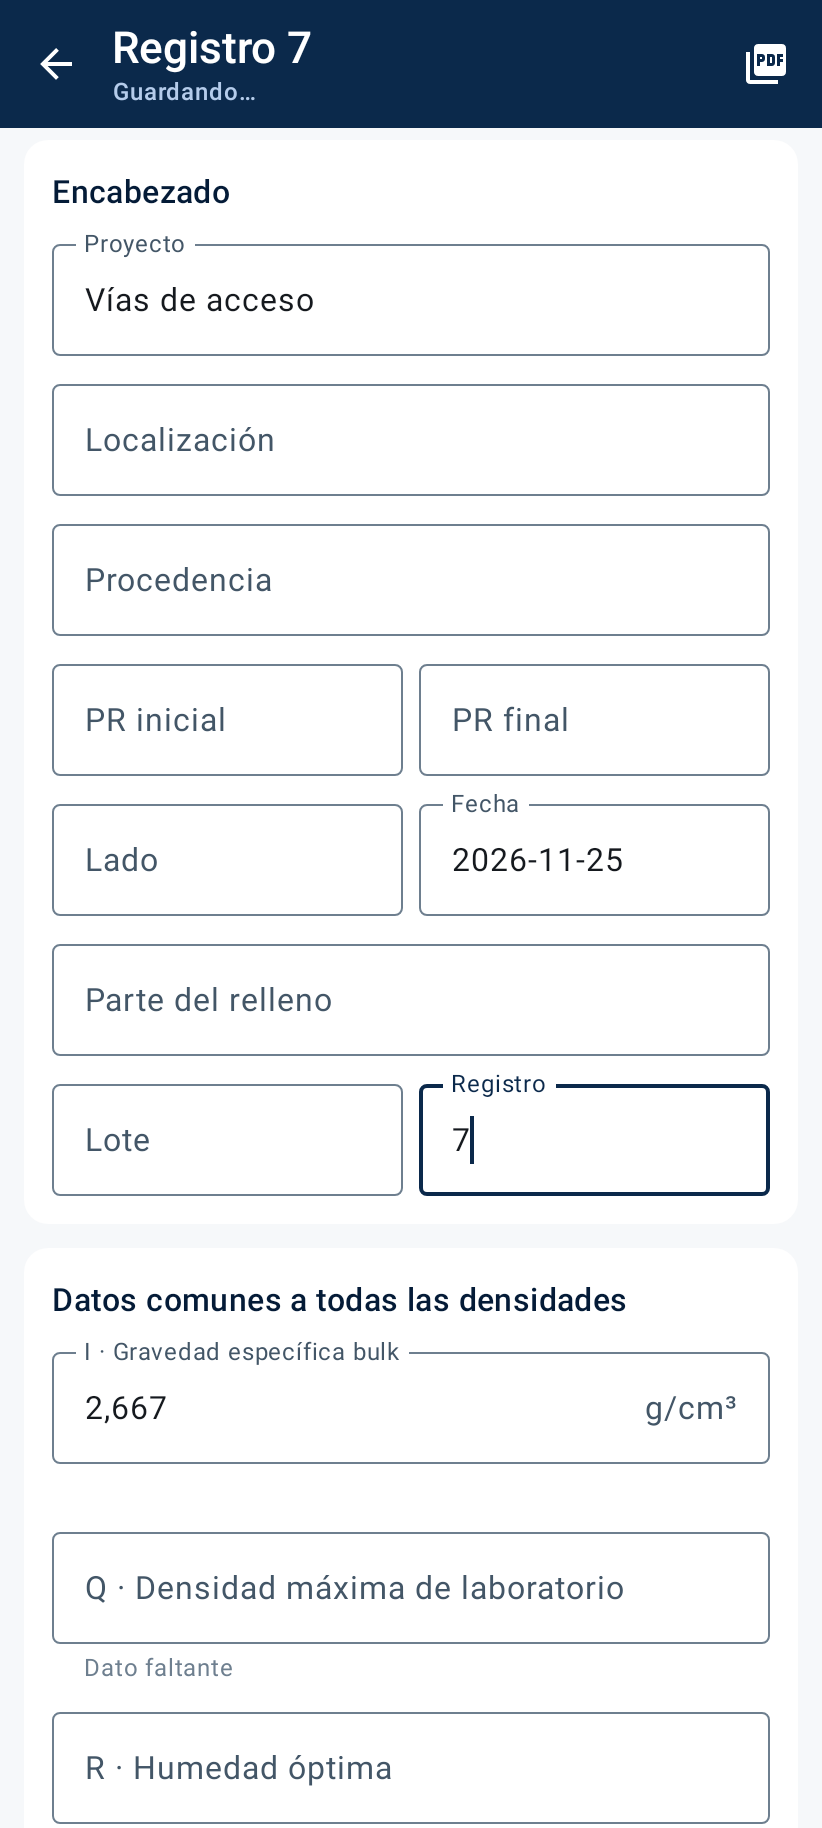 Registro 7
Guardando...
PDF
Encabezado
Proyecto
Vías de acceso
Localización
Procedencia
PR inicial
PR final
Lado
Fecha
2026-11-25
Parte del relleno
Lote
Registro
7
Datos comunes a todas las densidades
I · Gravedad específica bulk
2,667
g/cm³
Q · Densidad máxima de laboratorio
Dato faltante
R · Humedad óptima